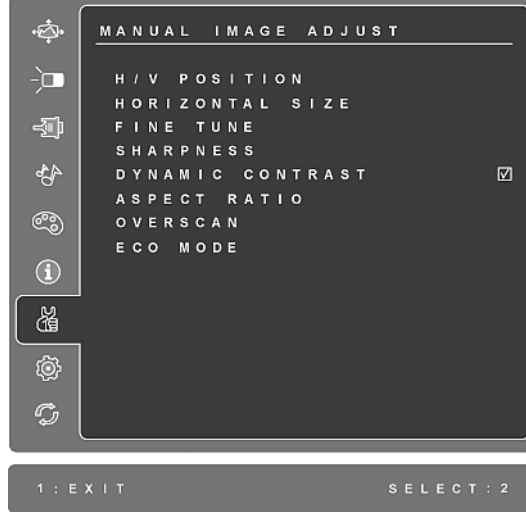 MANUAL IMAGE ADJUST
H/V POSITION
HORIZONTAL SIZE
FINE TUNE
SHARPNESS
DYNAMIC CONTRAST
ASPECT RATIO
OVERSCAN
ECO MODE
1:EXIT SELECT:2